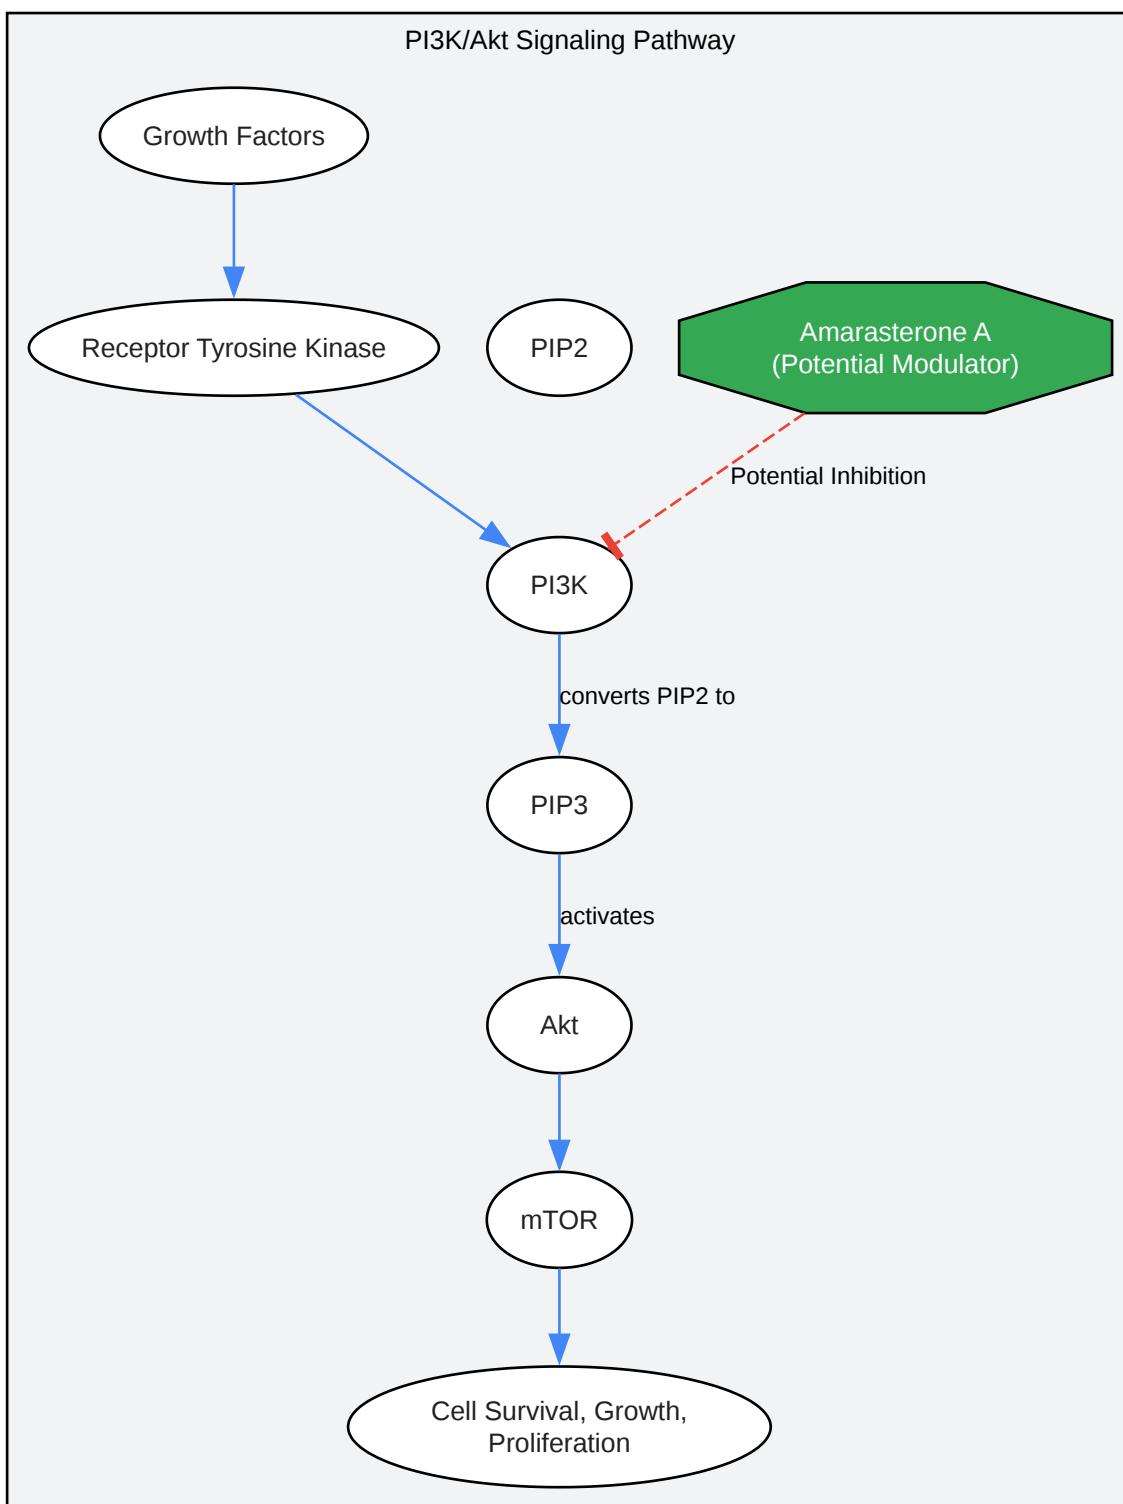 PI3K/Akt Signaling Pathway
Growth Factors
Receptor Tyrosine Kinase
PIP2
Amarasterone A
(Potential Modulator)
Potential Inhibition
PI3K
converts PIP2 to
PIP3
activates
Akt
mTOR
Cell Survival, Growth,
Proliferation